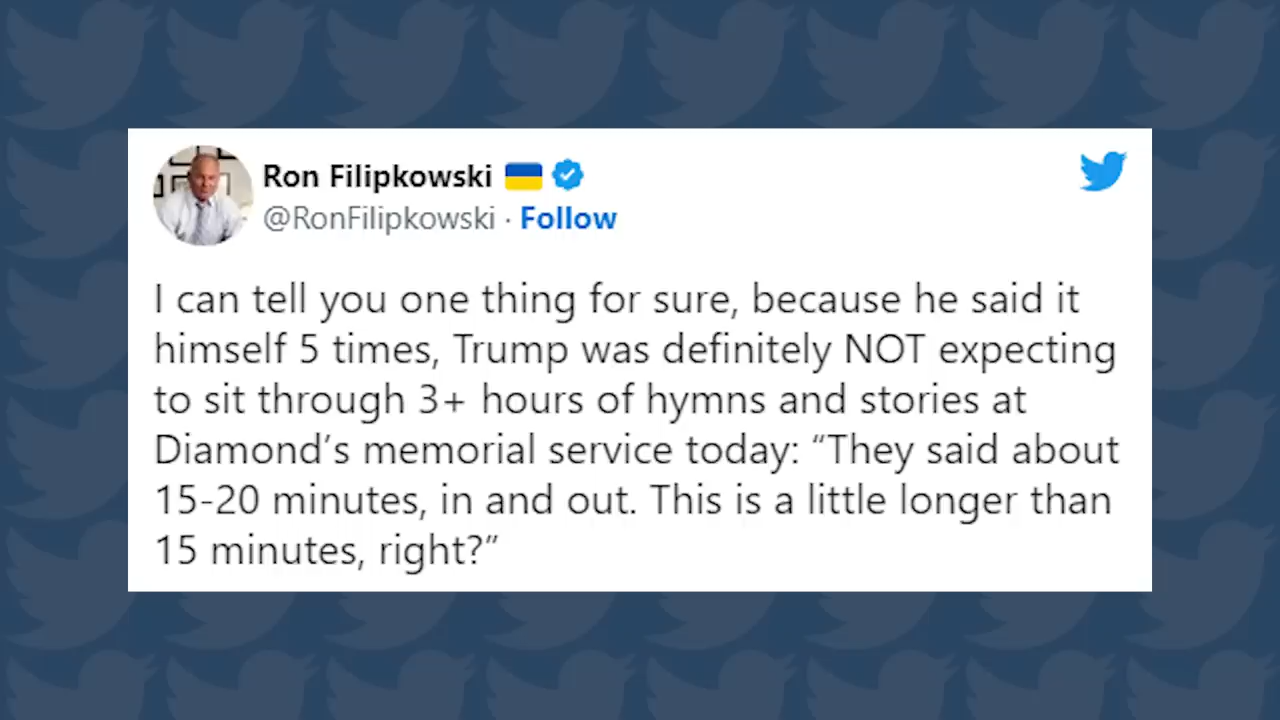 Ron Filipkowski
@RonFilipkowski · Follow
I can tell you one thing for sure, because he said it
himself 5 times, Trump was definitely NOT expecting
to sit through 3+ hours of hymns and stories at
Diamond’s memorial service today: “They said about
15-20 minutes, in and out. This is a little longer than
15 minutes, right?”